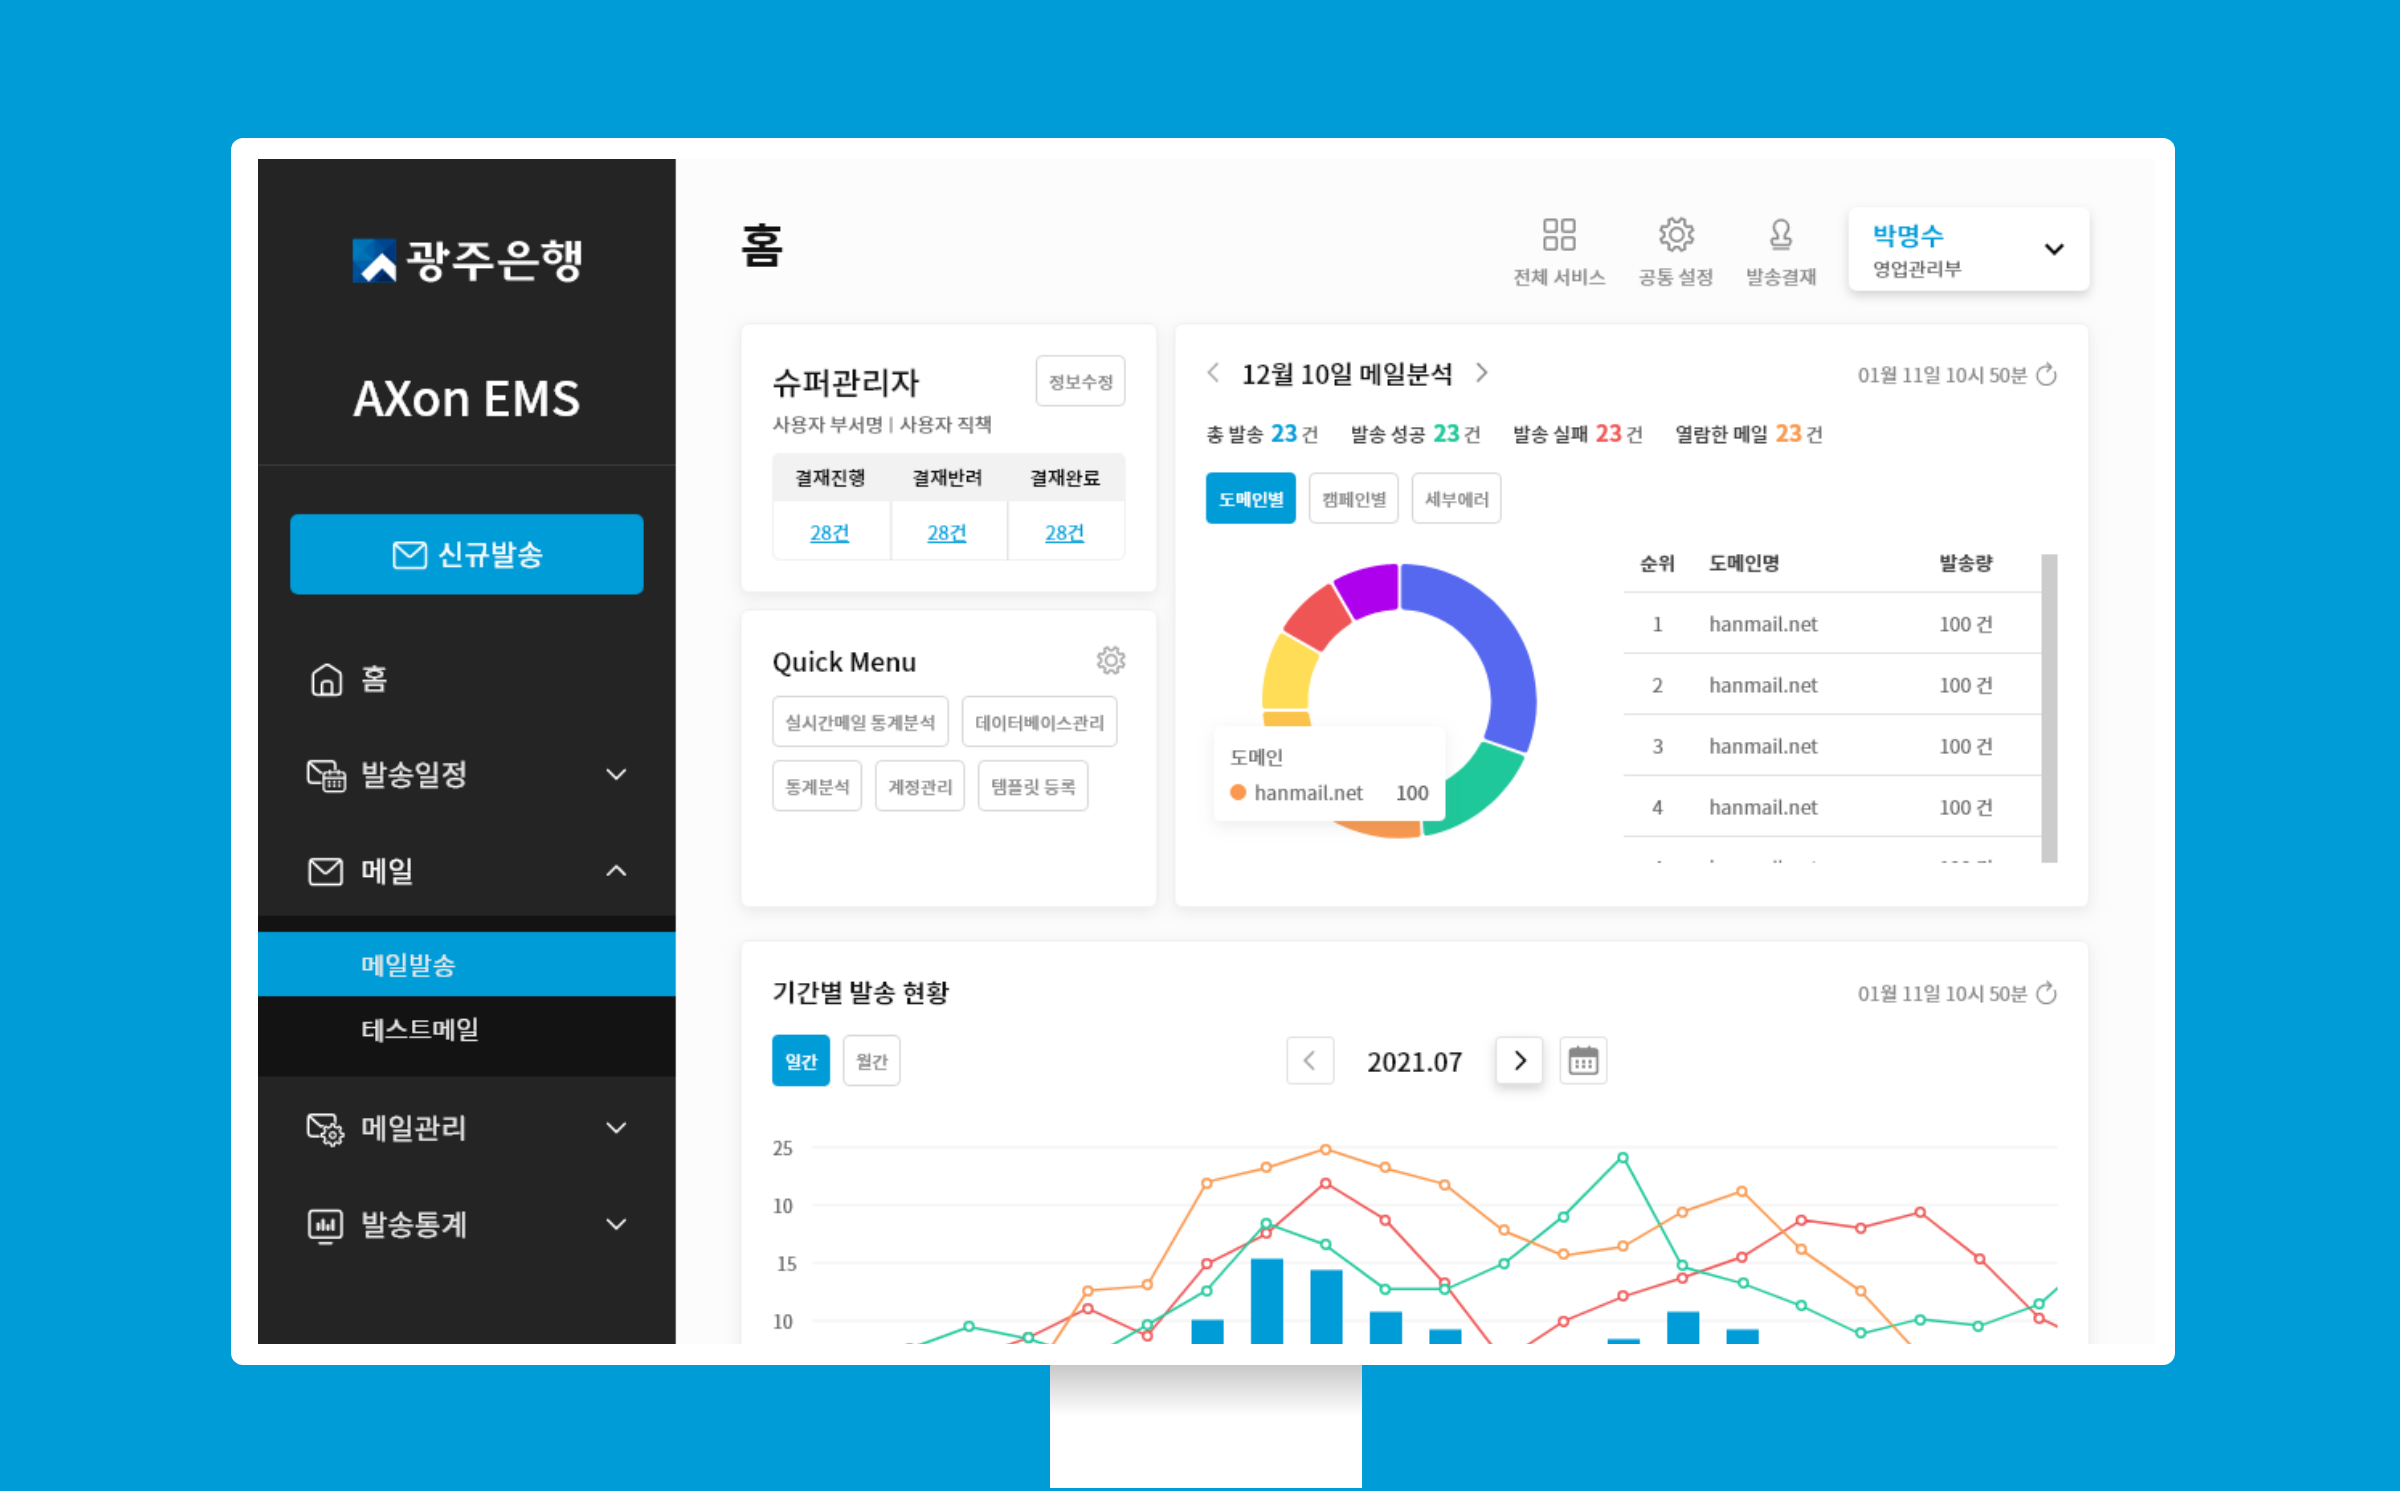 광주은행
AXon EMS
신규발송
홈
발송일정
메일
메일발송
테스트메일
메일관리
발송통계
홈
전체 서비스
공통 설정
발송결재
박명수
영업관리부
슈퍼관리자
정보수정
사용자 부서명 | 사용자 직책
결재진행 결재반려 결재완료
28건 28건 28건
Quick Menu
실시간메일 통계분석 데이터베이스관리
통계분석 계정관리 템플릿 등록
12월 10일 메일분석
01월 11일 10시 50분
총 발송 23 건 발송 성공 23 건 발송 실패 23 건 열람한 메일 23 건
도메인별 캠페인별 세부에러
도메인
hanmail.net 100
순위 도메인명 발송량
1 hanmail.net 100 건
2 hanmail.net 100 건
3 hanmail.net 100 건
4 hanmail.net 100 건
기간별 발송 현황
01월 11일 10시 50분
일간 월간
2021.07
25
10
15
10